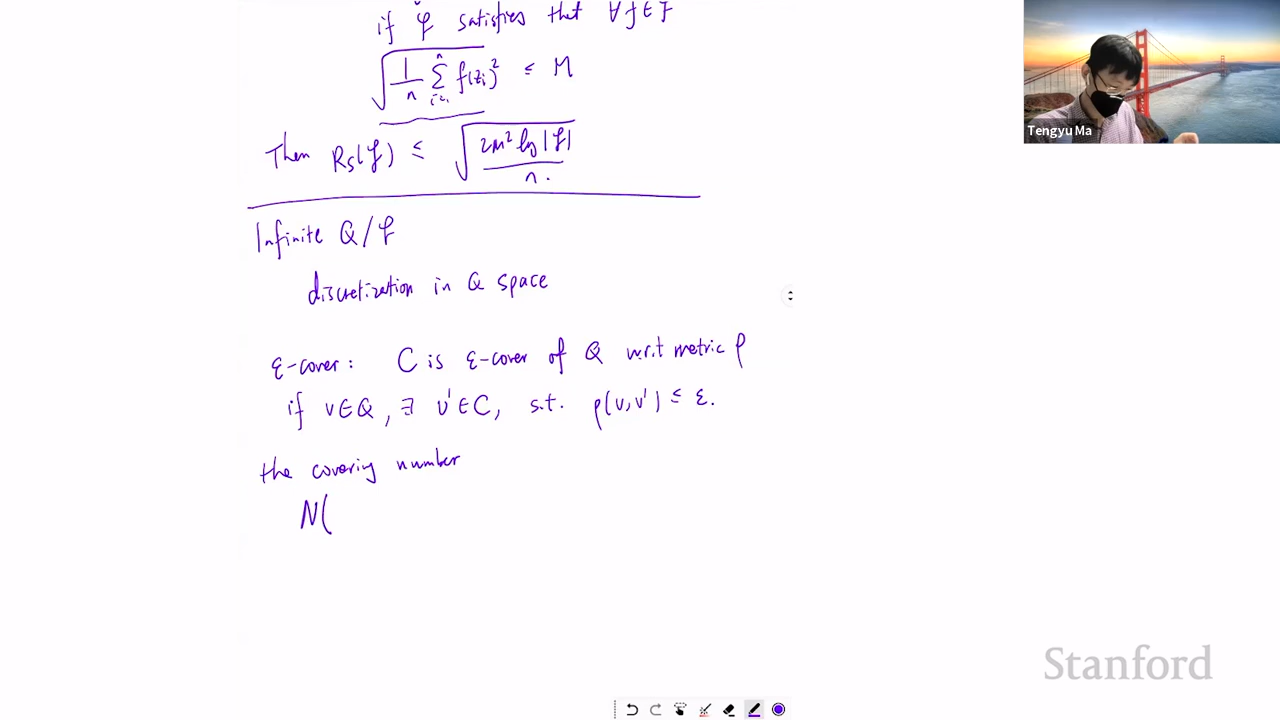 if F satisfies that ∀ f ∈ F
√(1/n Σ_{i=1}^n f(z_i)²) ≤ M
Then R_S(F) ≤ √(2M² log |F| / n).
Infinite Q/F
discretization in Q space
ε-cover: C is ε-cover of Q w.r.t metric ρ
if v∈Q, ∃ v'∈C, s.t. ρ(v,v') ≤ ε.
the covering number
N(
Tengyu Ma
Stanford